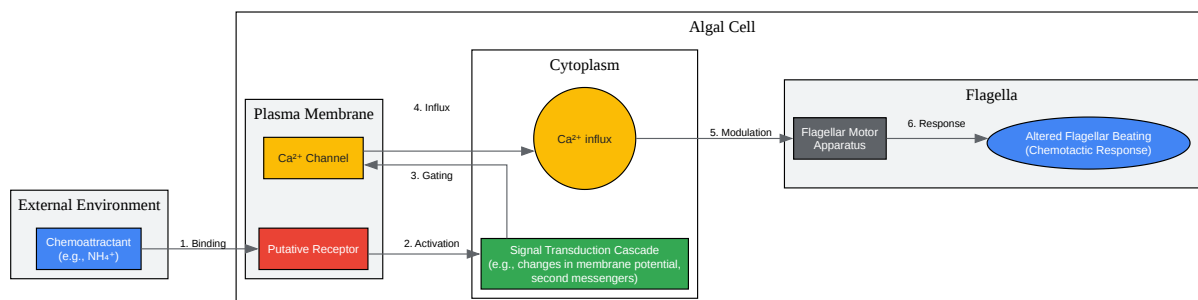 Algal Cell
Cytoplasm
Plasma Membrane
4. Influx
Flagella
Ca²⁺ Channel
Ca²⁺ influx
5. Modulation
Flagellar Motor
Apparatus
6. Response
Altered Flagellar Beating
(Chemotactic Response)
3. Gating
External Environment
Chemoattractant
(e.g., NH₄⁺)
1. Binding
Putative Receptor
2. Activation
Signal Transduction Cascade
(e.g., changes in membrane potential,
second messengers)